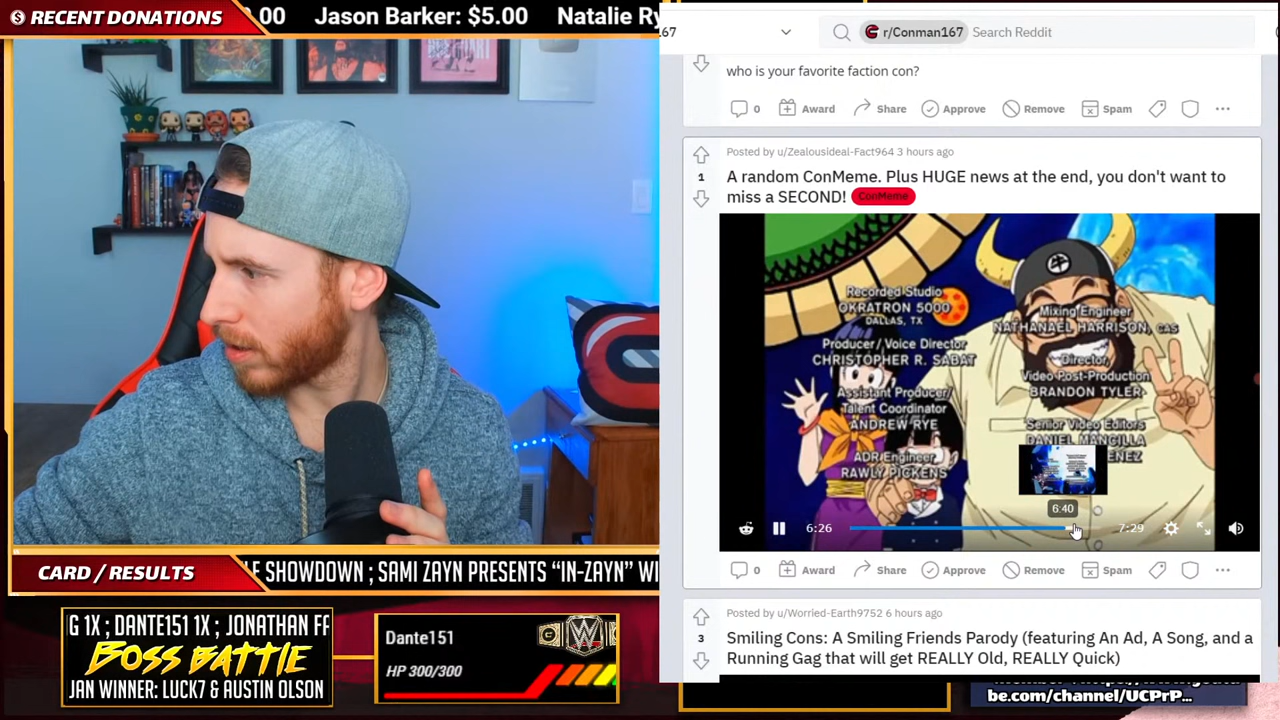 RECENT DONATIONS
0.00 Jason Barker: $5.00 Natalie Ry
167
r/Conman167 Search Reddit
who is your favorite faction con?
0 Award Share Approve Remove Spam
Posted by u/Zealousideal-Fact964 3 hours ago
1
A random ConMeme. Plus HUGE news at the end, you don't want to
miss a SECOND! ConMeme
Recorded Studio
OKRATRON 5000
DALLAS, TX
Producer/Voice Director
CHRISTOPHER R. SABAT
Assistant Producer/
Talent Coordinator
ANDREW RYE
ADR Engineer
RAWLY PICKENS
Mixing Engineer
NATHANAEL HARRISON, CAS
Director,
Video Post-Production
BRANDON TYLER
Senior Video Editors
DANIEL MANCILLA
ENEZ
6:40
6:26 7:29
0 Award Share Approve Remove Spam
Posted by u/Worried-Earth9752 6 hours ago
3
Smiling Cons: A Smiling Friends Parody (featuring An Ad, A Song, and a
Running Gag that will get REALLY Old, REALLY Quick)
CARD / RESULTS
LE SHOWDOWN ; SAMI ZAYN PRESENTS "IN-ZAYN" WI
G 1X ; DANTE151 1X ; JONATHAN FF
BOSS BATTLE
JAN WINNER: LUCK7 & AUSTIN OLSON
Dante151
HP 300/300
be.com/channel/UCPrP...